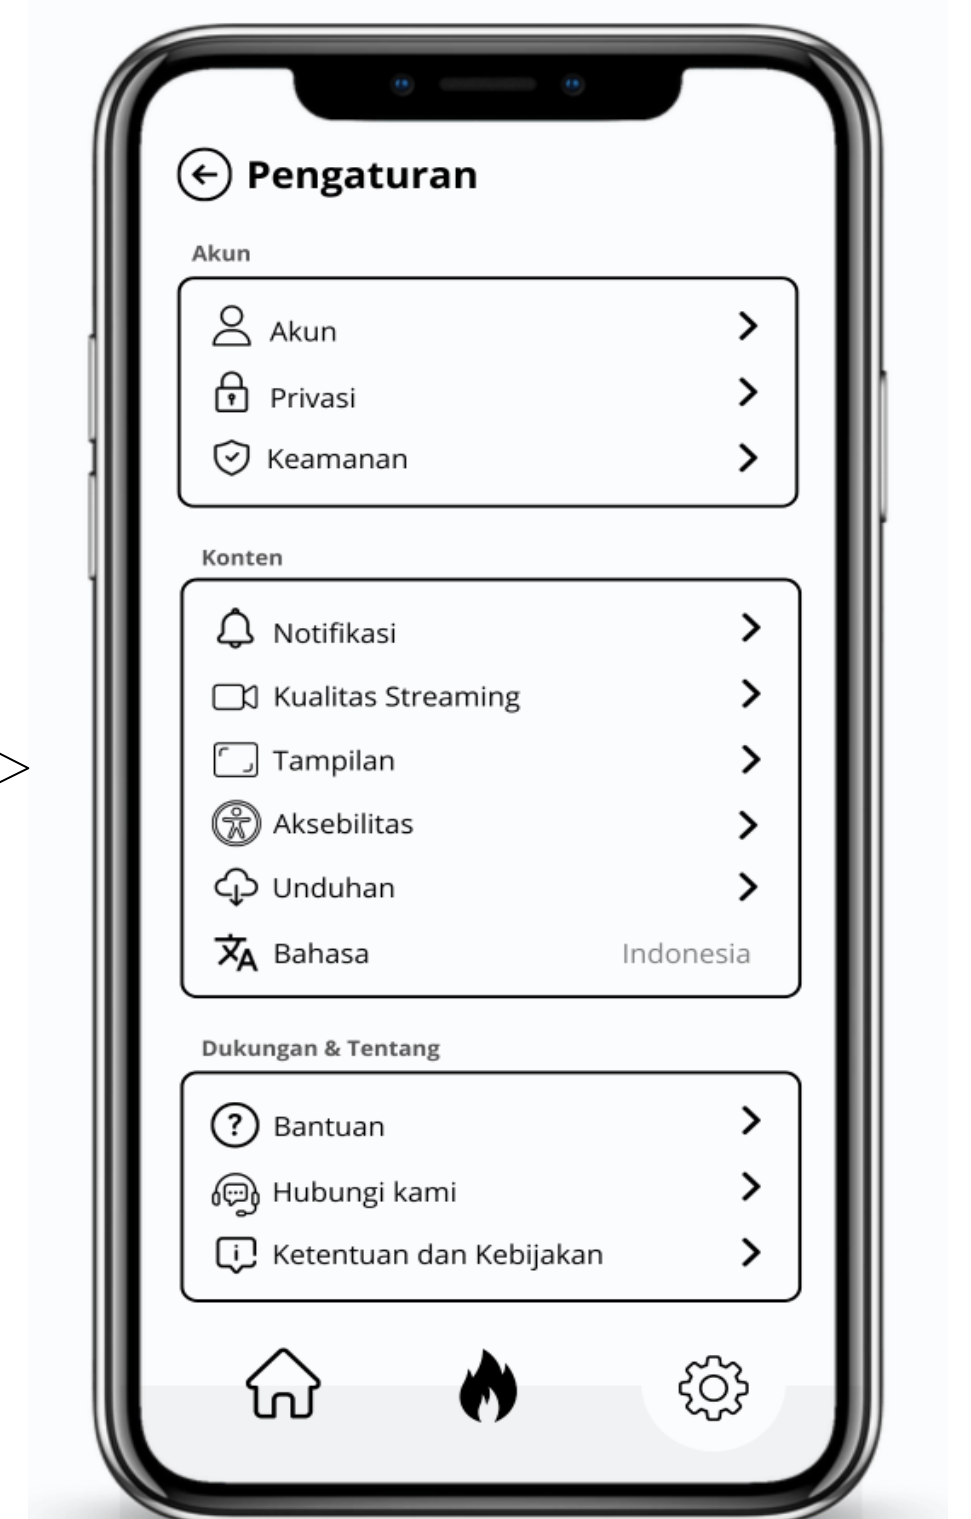 Pengaturan
Akun
Akun
Privasi
Keamanan
Konten
Notifikasi
Kualitas Streaming
Tampilan
Aksebilitas
Unduhan
Bahasa Indonesia
Dukungan & Tentang
Bantuan
Hubungi kami
Ketentuan dan Kebijakan